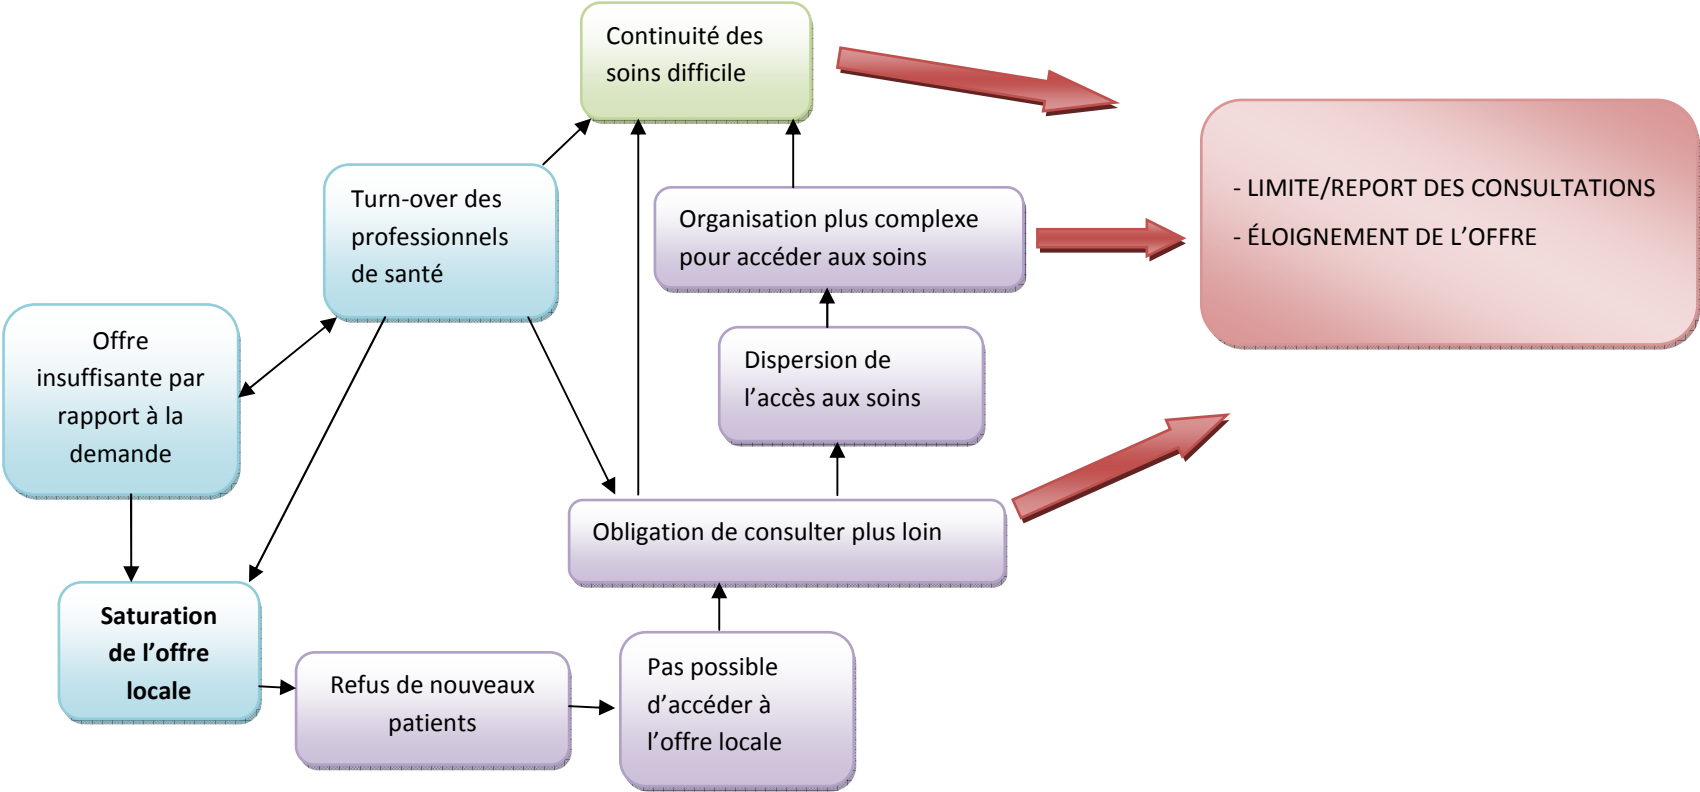 Continuité des
soins difficile
Turn-over des
professionnels
de santé
Organisation plus complexe
pour accéder aux soins
- LIMITE/REPORT DES CONSULTATIONS
- ÉLOIGNEMENT DE L’OFFRE
Offre
insuffisante par
rapport à la
demande
Dispersion de
l’accès aux soins
Obligation de consulter plus loin
Saturation
de l’offre
locale
Refus de nouveaux
patients
Pas possible
d’accéder à
l’offre locale